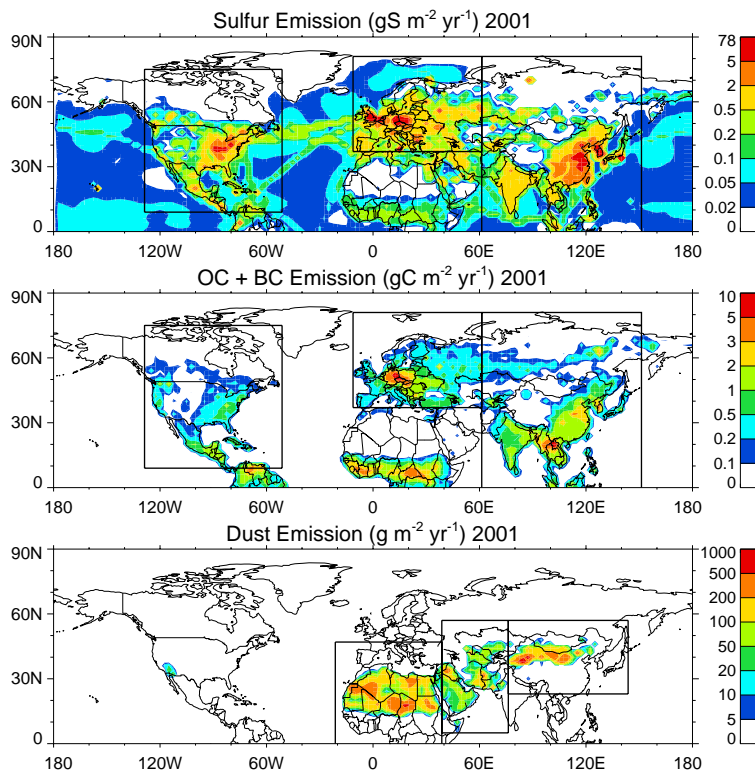 Sulfur Emission (gS m⁻² yr⁻¹) 2001
90N
60
30
0
180
120W
60W
0
60E
120E
180
78
5
2
0.5
0.2
0.1
0.05
0.02
0
OC + BC Emission (gC m⁻² yr⁻¹) 2001
90N
60
30N
0
180
120W
60W
0
60E
120E
180
10
5
3
2
1
0.5
0.2
0.1
0
Dust Emission (g m⁻² yr⁻¹) 2001
90N
60N
30N
0
180
120W
60W
0
60E
120E
180
1000
500
200
100
50
20
10
5
0